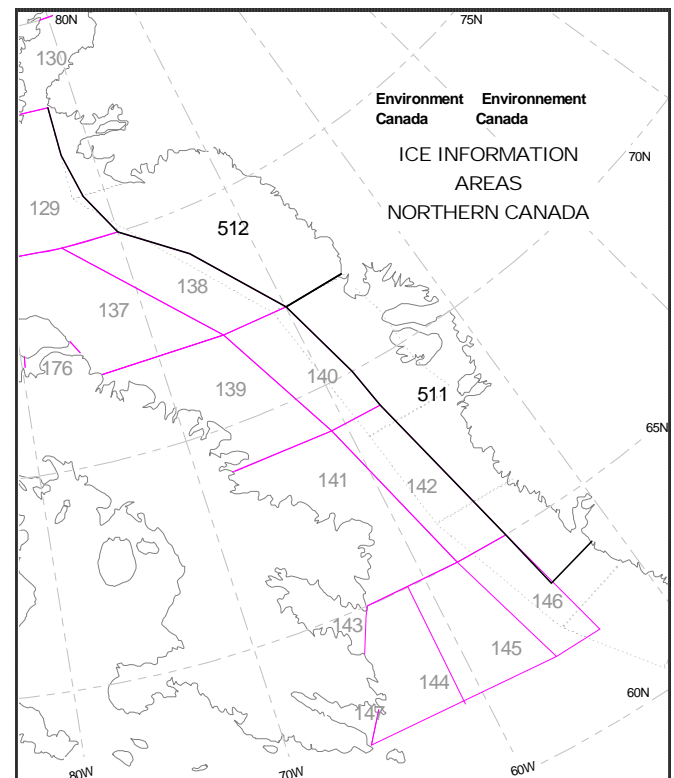 80N
75N
130
Environment Environnement
Canada Canada
ICE INFORMATION
AREAS
NORTHERN CANADA
70N
129
512
138
137
176
139
140
511
65N
141
142
146
143
145
144
147
60N
80W
70W
60W